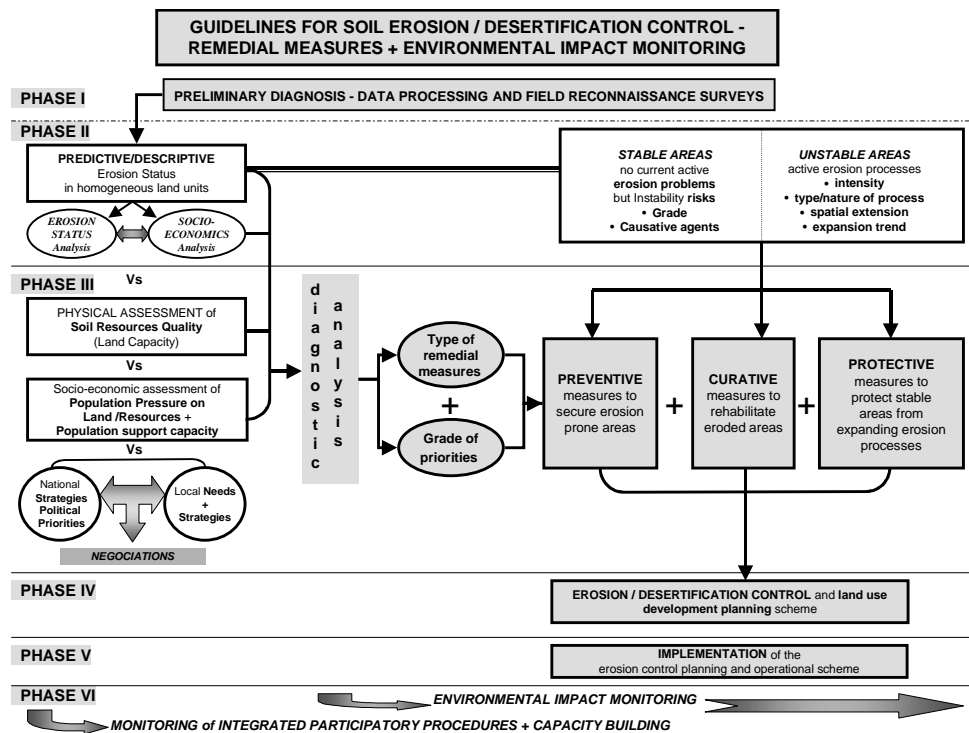 GUIDELINES FOR SOIL EROSION / DESERTIFICATION CONTROL -
REMEDIAL MEASURES + ENVIRONMENTAL IMPACT MONITORING
PHASE I
PRELIMINARY DIAGNOSIS - DATA PROCESSING AND FIELD RECONNAISSANCE SURVEYS
PHASE II
PREDICTIVE/DESCRIPTIVE
Erosion Status
in homogeneous land units
EROSION
STATUS
Analysis
SOCIO-
ECONOMICS
Analysis
STABLE AREAS
no current active
erosion problems
but Instability risks
• Grade
• Causative agents
UNSTABLE AREAS
active erosion processes
• intensity
• type/nature of process
• spatial extension
• expansion trend
PHASE III
Vs
PHYSICAL ASSESSMENT of
Soil Resources Quality
(Land Capacity)
Vs
Socio-economic assessment of
Population Pressure on
Land /Resources +
Population support capacity
Vs
National
Strategies
Political
Priorities
Local Needs
+
Strategies
NEGOCIATIONS
diagnostic
analysis
Type of
remedial
measures
+
Grade of
priorities
PREVENTIVE
measures to
secure erosion
prone areas
+
CURATIVE
measures to
rehabilitate
eroded areas
+
PROTECTIVE
measures to
protect stable
areas from
expanding erosion
processes
PHASE IV
EROSION / DESERTIFICATION CONTROL and land use
development planning scheme
PHASE V
IMPLEMENTATION of the
erosion control planning and operational scheme
PHASE VI
ENVIRONMENTAL IMPACT MONITORING
MONITORING of INTEGRATED PARTICIPATORY PROCEDURES + CAPACITY BUILDING